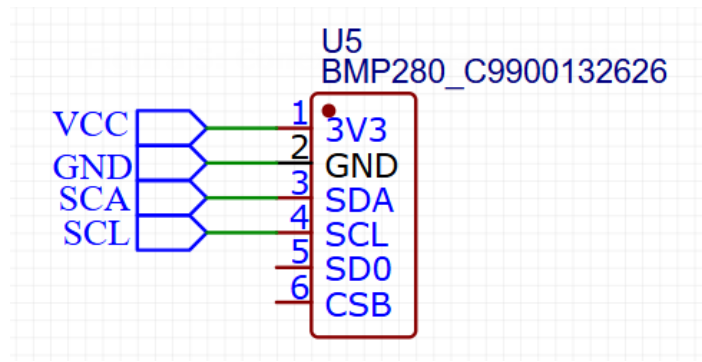 U5
BMP280_C9900132626
VCC 1 3V3
GND 2 GND
SCA 3 SDA
SCL 4 SCL
5 SD0
6 CSB